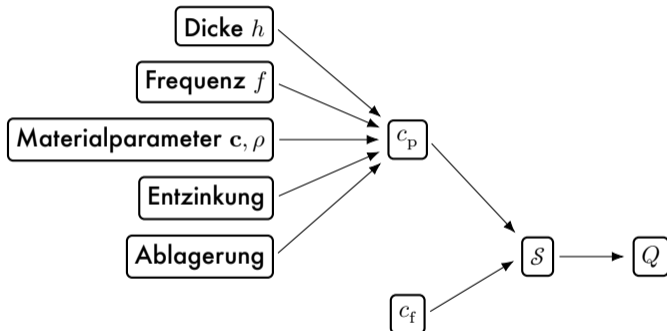 Dicke h
Frequenz f
Materialparameter c, ρ
c_p
Entzinkung
Ablagerung
S
Q
c_f